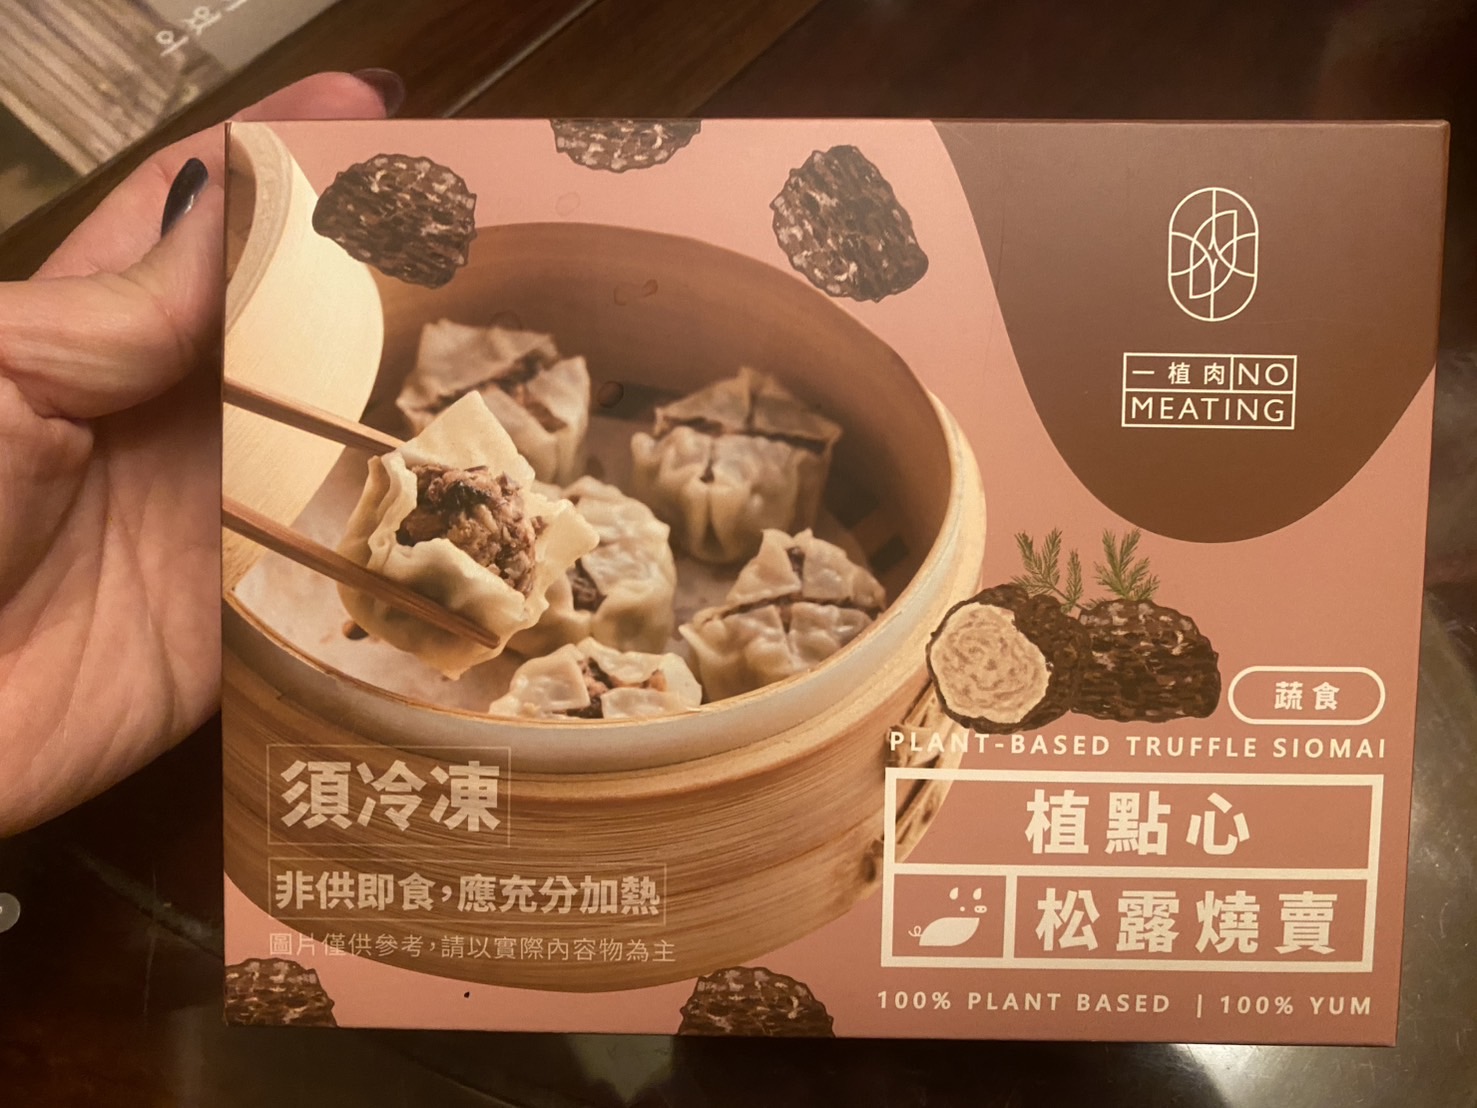 一植肉 NO
MEATING
蔬食
PLANT-BASED TRUFFLE SIOMAI
植點心
松露燒賣
100% PLANT BASED | 100% YUM
須冷凍
非供即食，應充分加熱
圖片僅供參考，請以實際內容物為主